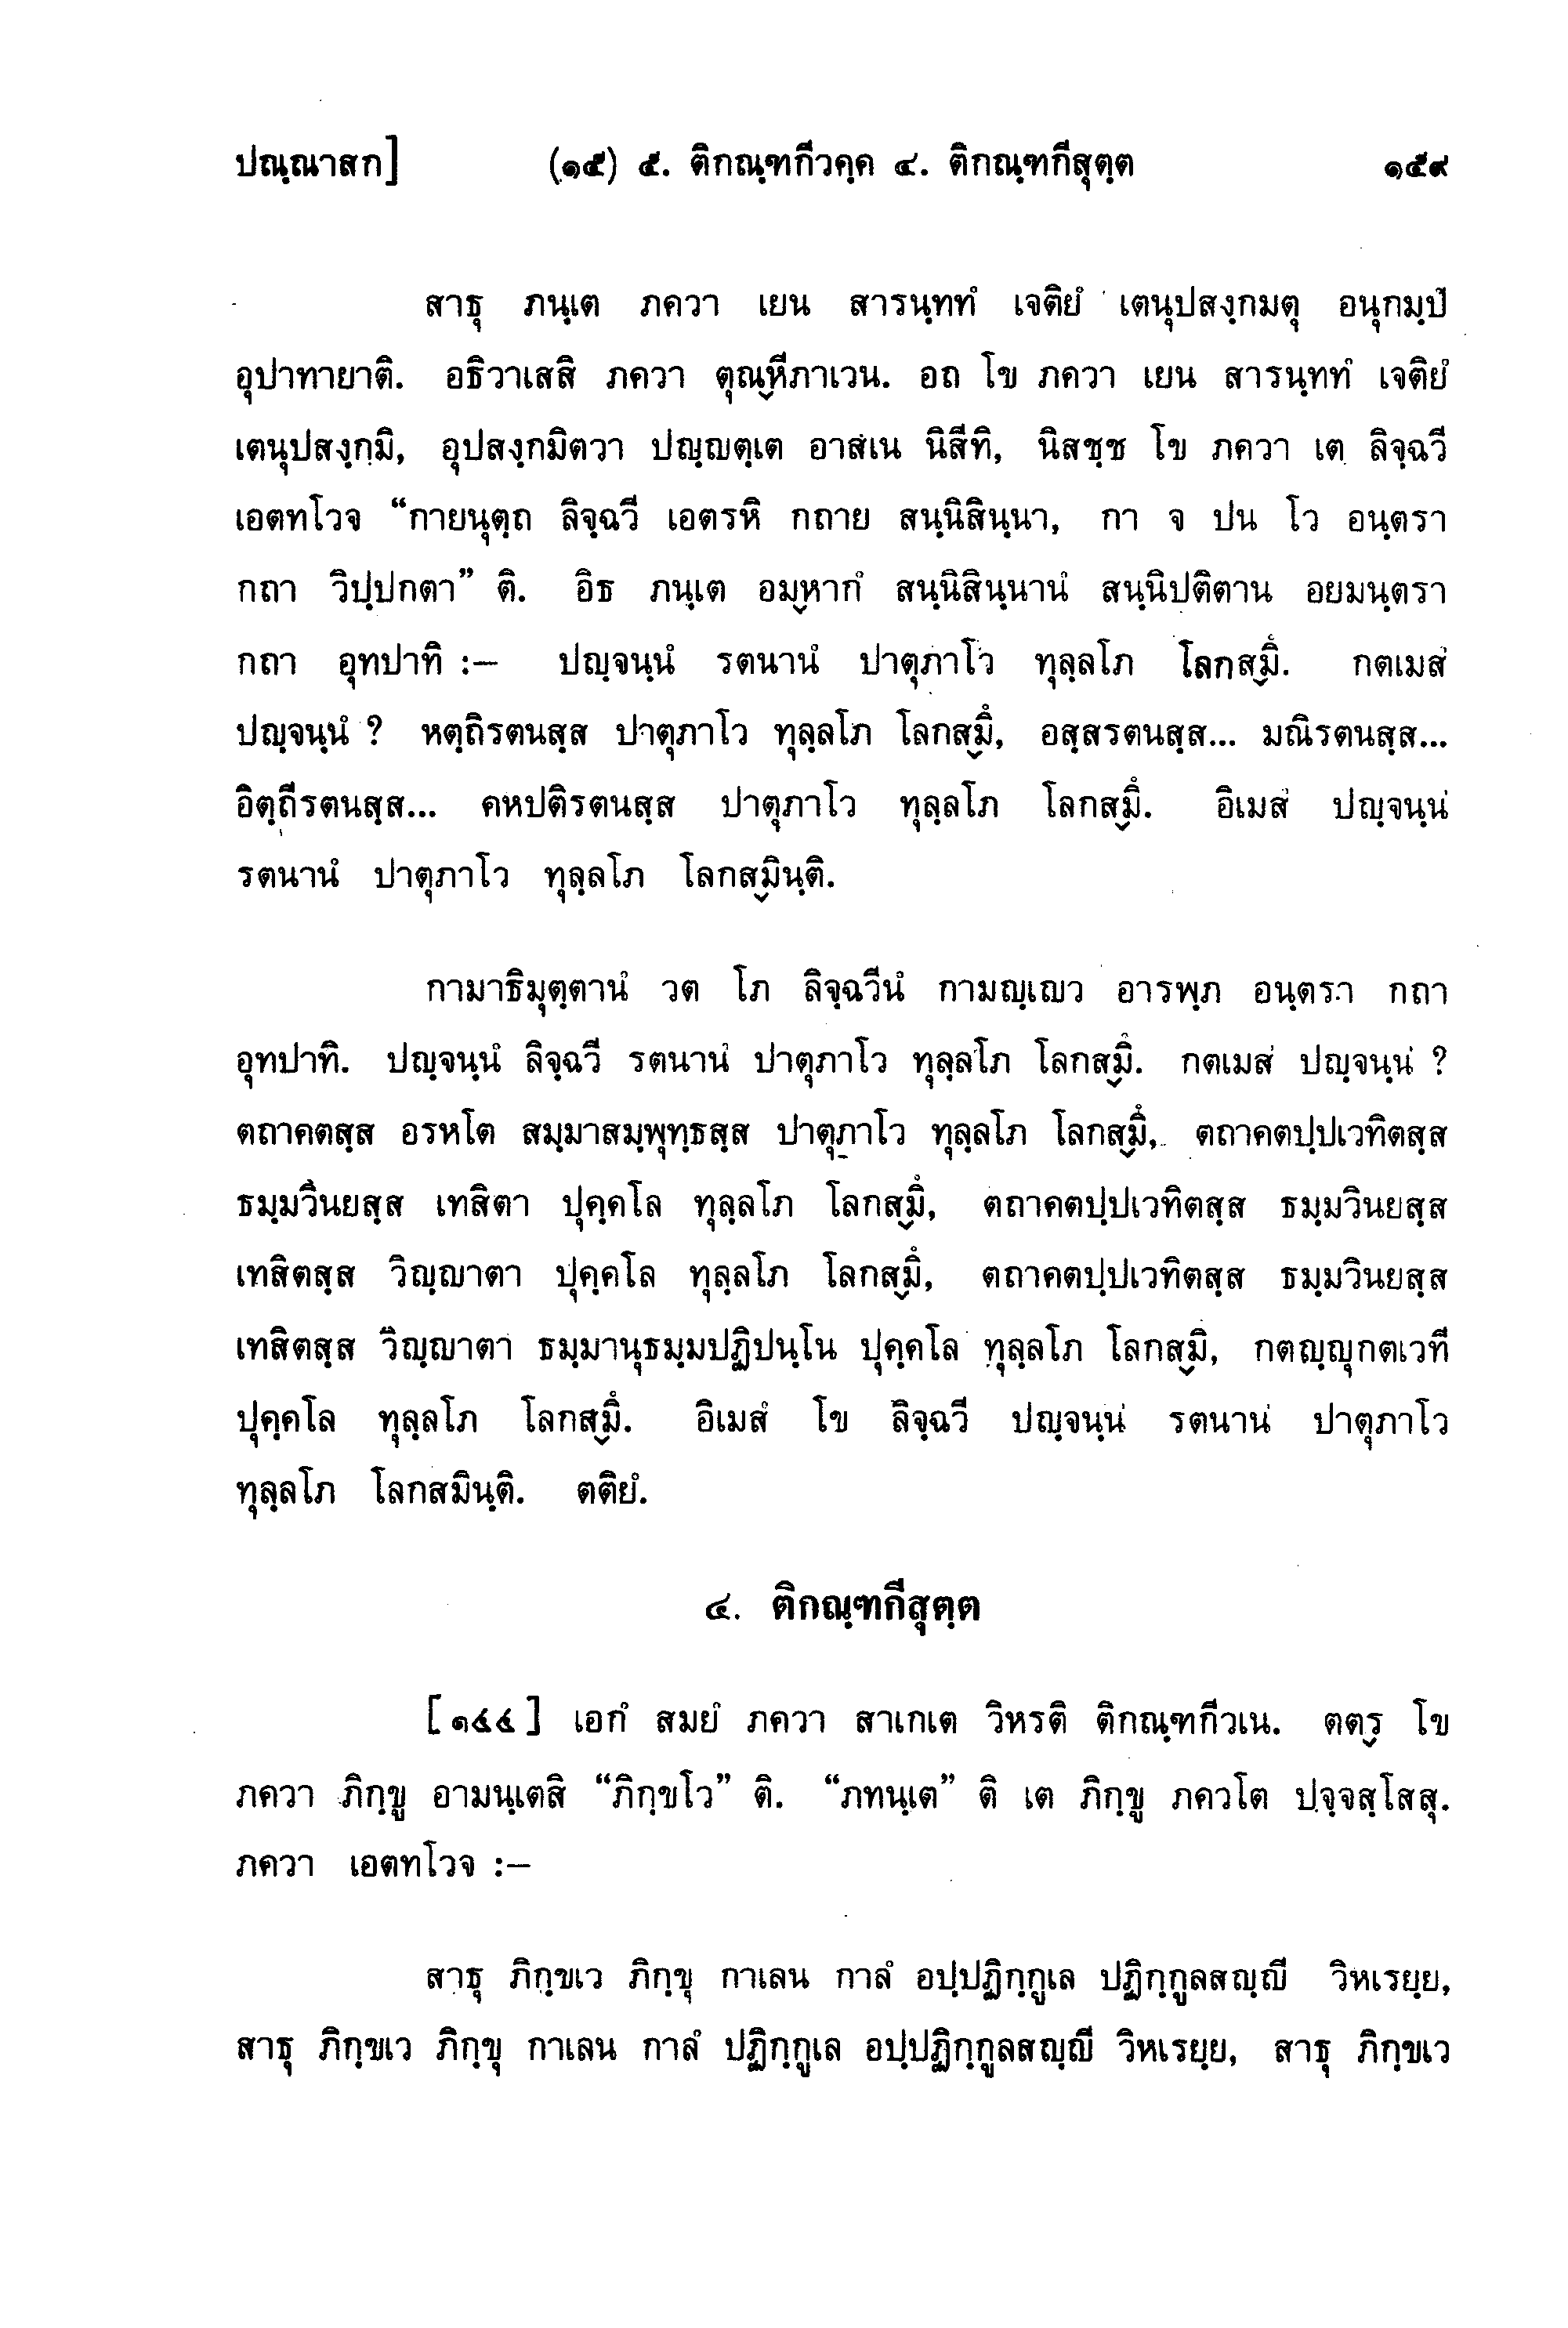 ปณฺณาสก] (๑๕) ๕. ติกณฺฑกีวคฺค ๔. ติกณฺฑกีสุตฺต ๑๕๙
สาธุ ภนฺเต ภควา เยน สารนฺททํ เจติยํ เตนุปสงฺกมตุ อนุกมฺปํ
อุปาทายาติ. อธิวาเสสิ ภควา ตุณฺหีภาเวน. อถ โข ภควา เยน สารนฺททํ เจติยํ
เตนุปสงฺกมิ, อุปสงฺกมิตวา ปญฺญตฺเต อาสเน นิสีทิ, นิสชฺช โข ภควา เต ลิจฺฉวี
เอตทโวจ “กายนุตฺถ ลิจฺฉวี เอตรหิ กถาย สนฺนิสินฺนา, กา จ ปน โว อนฺตรา
กถา วิปฺปกตา” ติ. อิธ ภนฺเต อมฺหากํ สนฺนิสินฺนานํ สนฺนิปติตาน อยมนฺตรา
กถา อุทปาทิ :– ปญฺจนฺนํ รตนานํ ปาตุภาโว ทุลฺลโภ โลกสฺมึ. กตเมสํ
ปญฺจนฺนํ ? หตฺถิรตนสฺส ปาตุภาโว ทุลฺลโภ โลกสฺมึ, อสฺสรตนสฺส... มณิรตนสฺส...
อิตฺถีรตนสฺส... คหปติรตนสฺส ปาตุภาโว ทุลฺลโภ โลกสฺมึ. อิเมสํ ปญฺจนฺนํ
รตนานํ ปาตุภาโว ทุลฺลโภ โลกสฺมินฺติ.
กามาธิมุตฺตานํ วต โภ ลิจฺฉวีนํ กามญฺเญว อารพฺภ อนฺตรา กถา
อุทปาทิ. ปญฺจนฺนํ ลิจฺฉวี รตนานํ ปาตุภาโว ทุลฺลโภ โลกสฺมึ. กตเมสํ ปญฺจนฺนํ ?
ตถาคตสฺส อรหโต สมฺมาสมฺพุทฺธสฺส ปาตุภาโว ทุลฺลโภ โลกสฺมึ, ตถาคตปฺปเวทิตสฺส
ธมฺมวินยสฺส เทสิตา ปุคฺคโล ทุลฺลโภ โลกสฺมึ, ตถาคตปฺปเวทิตสฺส ธมฺมวินยสฺส
เทสิตสฺส วิญฺญาตา ปุคฺคโล ทุลฺลโภ โลกสฺมึ, ตถาคตปฺปเวทิตสฺส ธมฺมวินยสฺส
เทสิตสฺส วิญฺญาตา ธมฺมานุธมฺมปฏิปนฺโน ปุคฺคโล ทุลฺลโภ โลกสฺมึ, กตญฺญุกตเวที
ปุคฺคโล ทุลฺลโภ โลกสฺมึ. อิเมสํ โข ลิจฺฉวี ปญฺจนฺนํ รตนานํ ปาตุภาโว
ทุลฺลโภ โลกสมินฺติ. ตติยํ.
๔. ติกณฺฑกีสุตฺต
[๑๔๔] เอกํ สมยํ ภควา สาเกเต วิหรติ ติกณฺฑกีวเน. ตตฺร โข
ภควา ภิกฺขู อามนฺเตสิ “ภิกฺขโว” ติ. “ภทนฺเต” ติ เต ภิกฺขู ภควโต ปจฺจสฺโสสุ.
ภควา เอตทโวจ :–
สาธุ ภิกฺขเว ภิกฺขุ กาเลน กาลํ อปฺปฏิกฺกูเล ปฏิกฺกูลสญฺญี วิหเรยฺย,
สาธุ ภิกฺขเว ภิกฺขุ กาเลน กาลํ ปฏิกฺกูเล อปฺปฏิกฺกูลสญฺญี วิหเรยฺย, สาธุ ภิกฺขเว